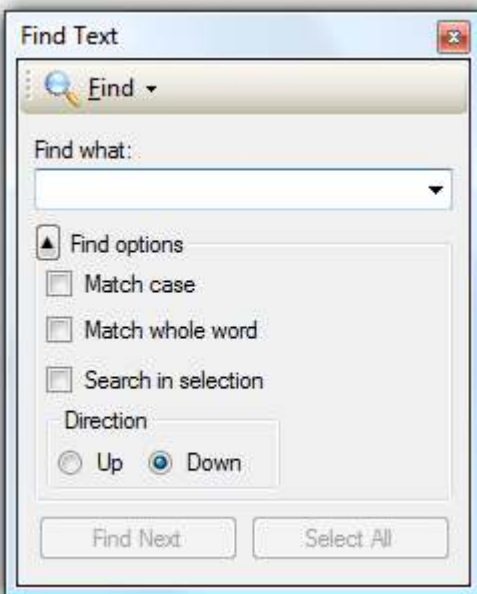 Find Text
Find
Find what:
Find options
Match case
Match whole word
Search in selection
Direction
Up Down
Find Next Select All